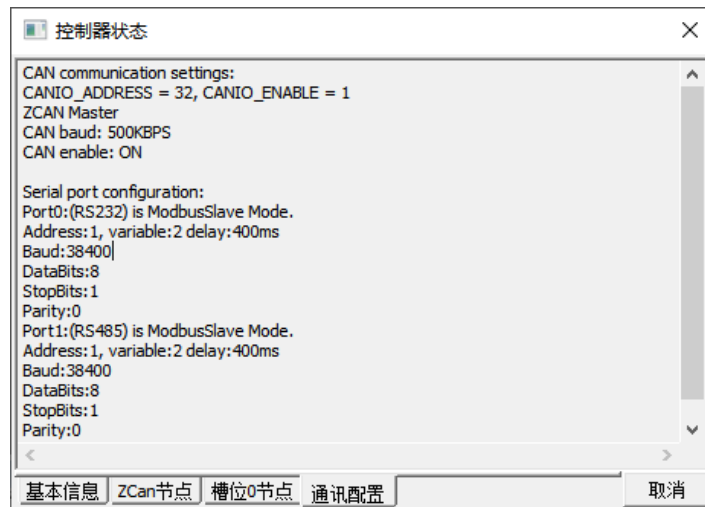 控制器状态
CAN communication settings:
CANIO_ADDRESS = 32, CANIO_ENABLE = 1
ZCAN Master
CAN baud: 500KBPS
CAN enable: ON
Serial port configuration:
Port0:(RS232) is ModbusSlave Mode.
Address:1, variable:2 delay:400ms
Baud:38400
DataBits:8
StopBits:1
Parity:0
Port1:(RS485) is ModbusSlave Mode.
Address:1, variable:2 delay:400ms
Baud:38400
DataBits:8
StopBits:1
Parity:0
基本信息 ZCan节点 槽位0节点 通讯配置 取消